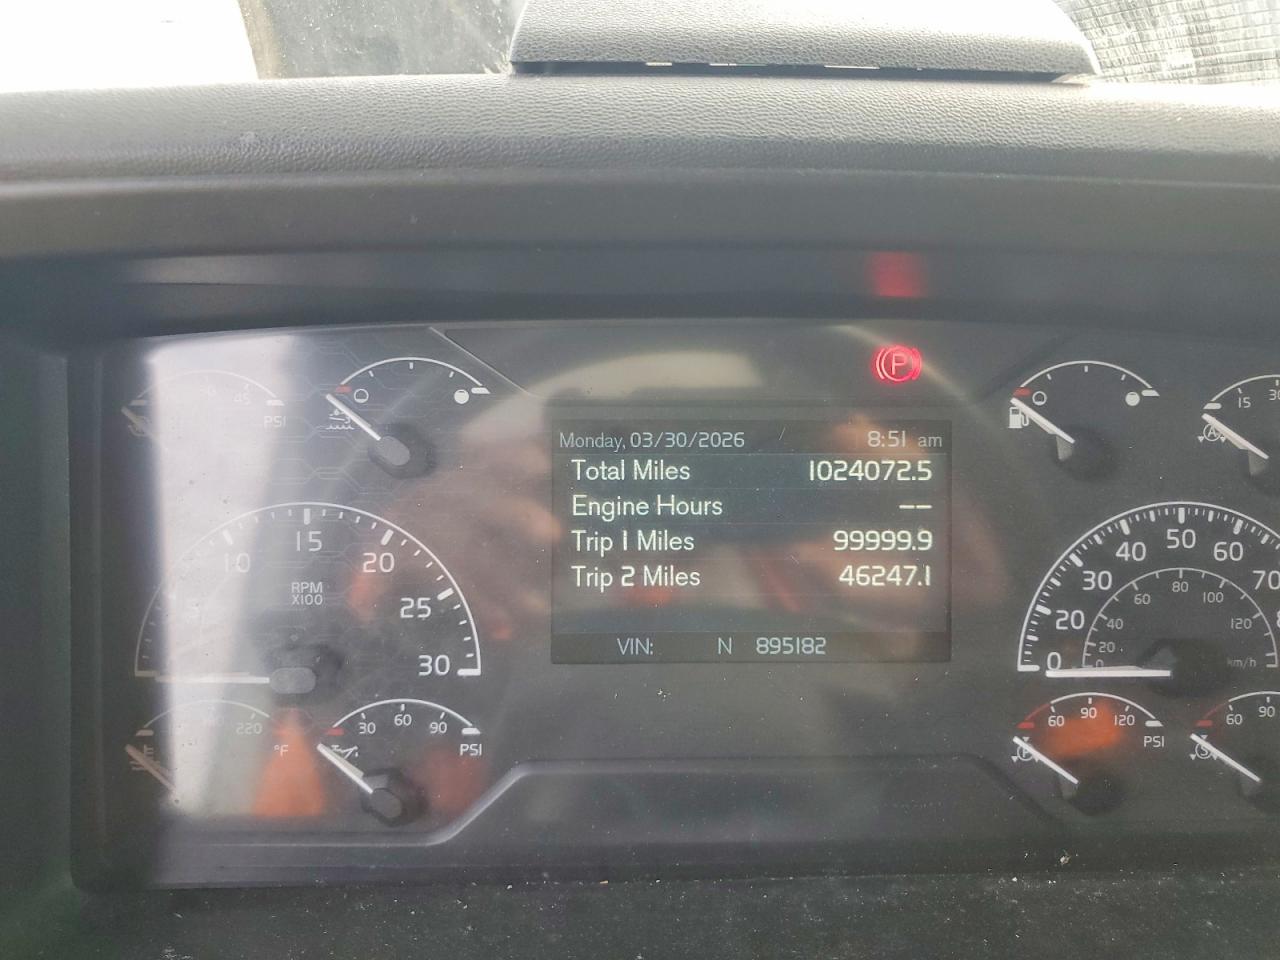 Monday, 03/30/2026 8:51 am
Total Miles 1024072.5
Engine Hours --
Trip 1 Miles 99999.9
Trip 2 Miles 46247.1
VIN: N 895182
P
45
PSI
10 15 20 25 30
RPM
X100
220
°F
30 60 90
PSI
15 30
A
0 20 30 40 50 60 70
0 20 40 60 80 100 120
km/h
60 90 120
PSI
P
60 90
S